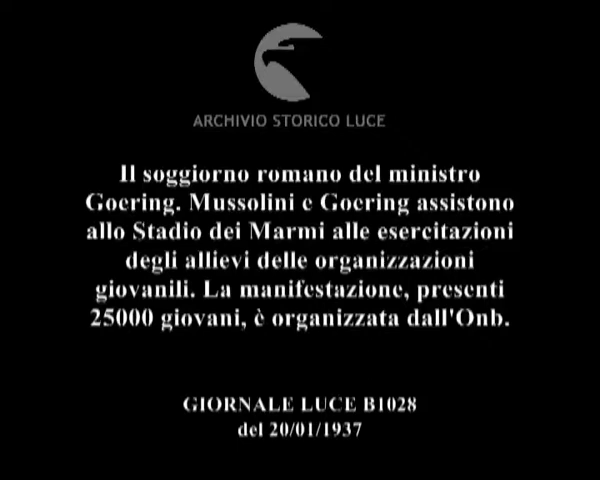 ARCHIVIO STORICO LUCE
Il soggiorno romano del ministro
Goering. Mussolini e Goering assistono
allo Stadio dei Marmi alle esercitazioni
degli allievi delle organizzazioni
giovanili. La manifestazione, presenti
25000 giovani, è organizzata dall'Onb.
GIORNALE LUCE B1028
del 20/01/1937